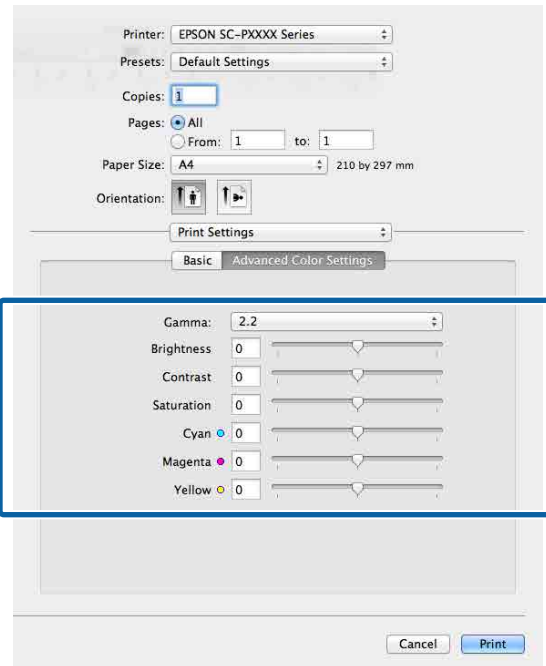 Printer: EPSON SC-PXXXX Series
Presets: Default Settings
Copies: 1
Pages: All
From: 1 to: 1
Paper Size: A4 210 by 297 mm
Orientation:
Print Settings
Basic Advanced Color Settings
Gamma: 2.2
Brightness 0
Contrast 0
Saturation 0
Cyan 0
Magenta 0
Yellow 0
Cancel Print